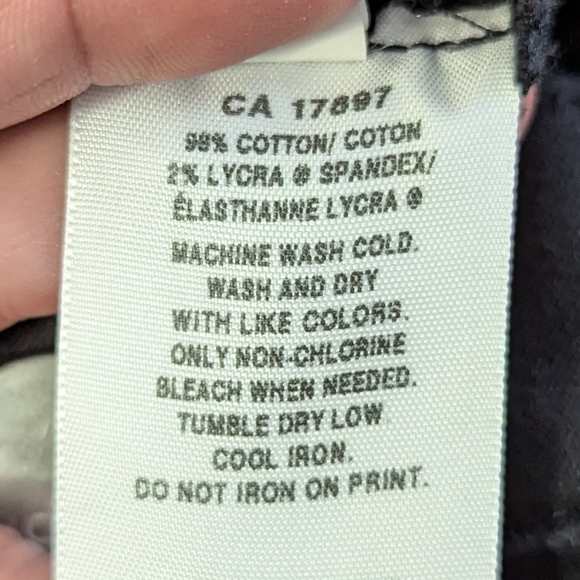 CA 17897
98% COTTON/ COTON
2% LYCRA ® SPANDEX/
ÉLASTHANNE LYCRA ®
MACHINE WASH COLD.
WASH AND DRY
WITH LIKE COLORS.
ONLY NON-CHLORINE
BLEACH WHEN NEEDED.
TUMBLE DRY LOW
COOL IRON.
DO NOT IRON ON PRINT.